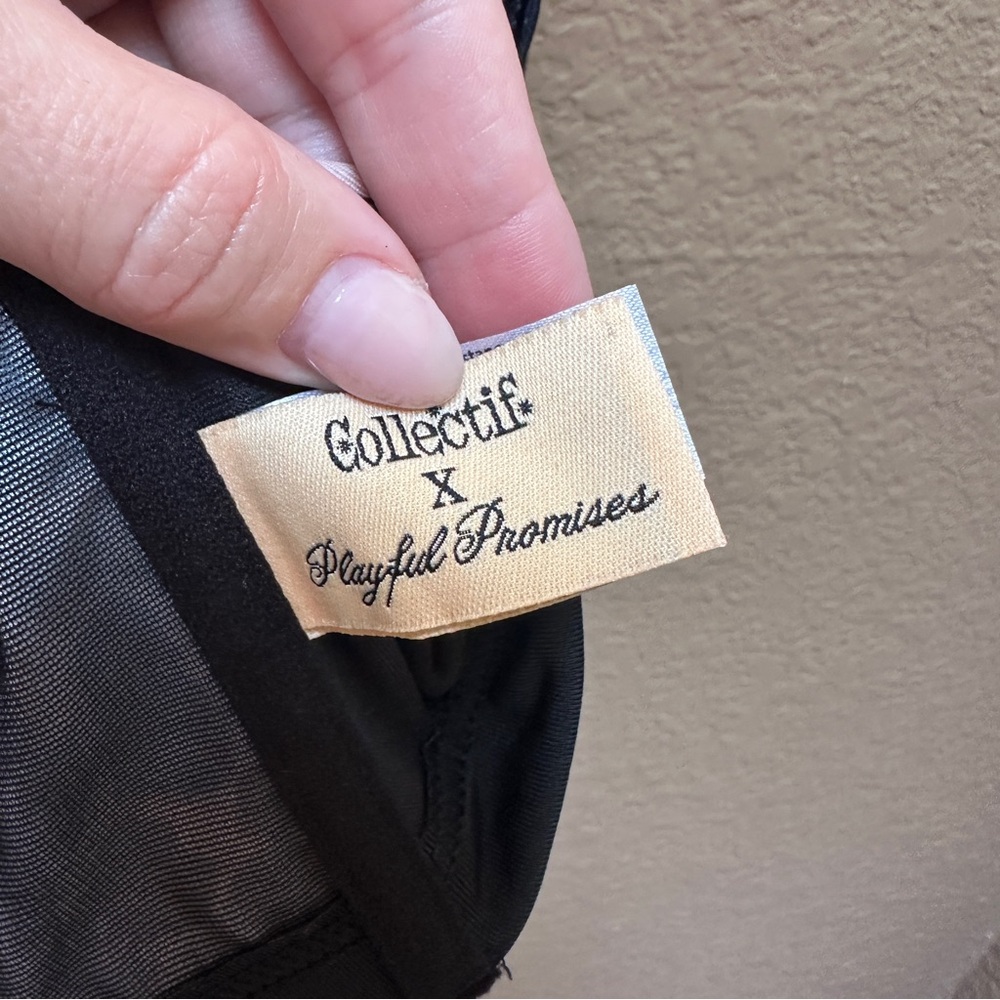 Collectif
X
Playful Promises